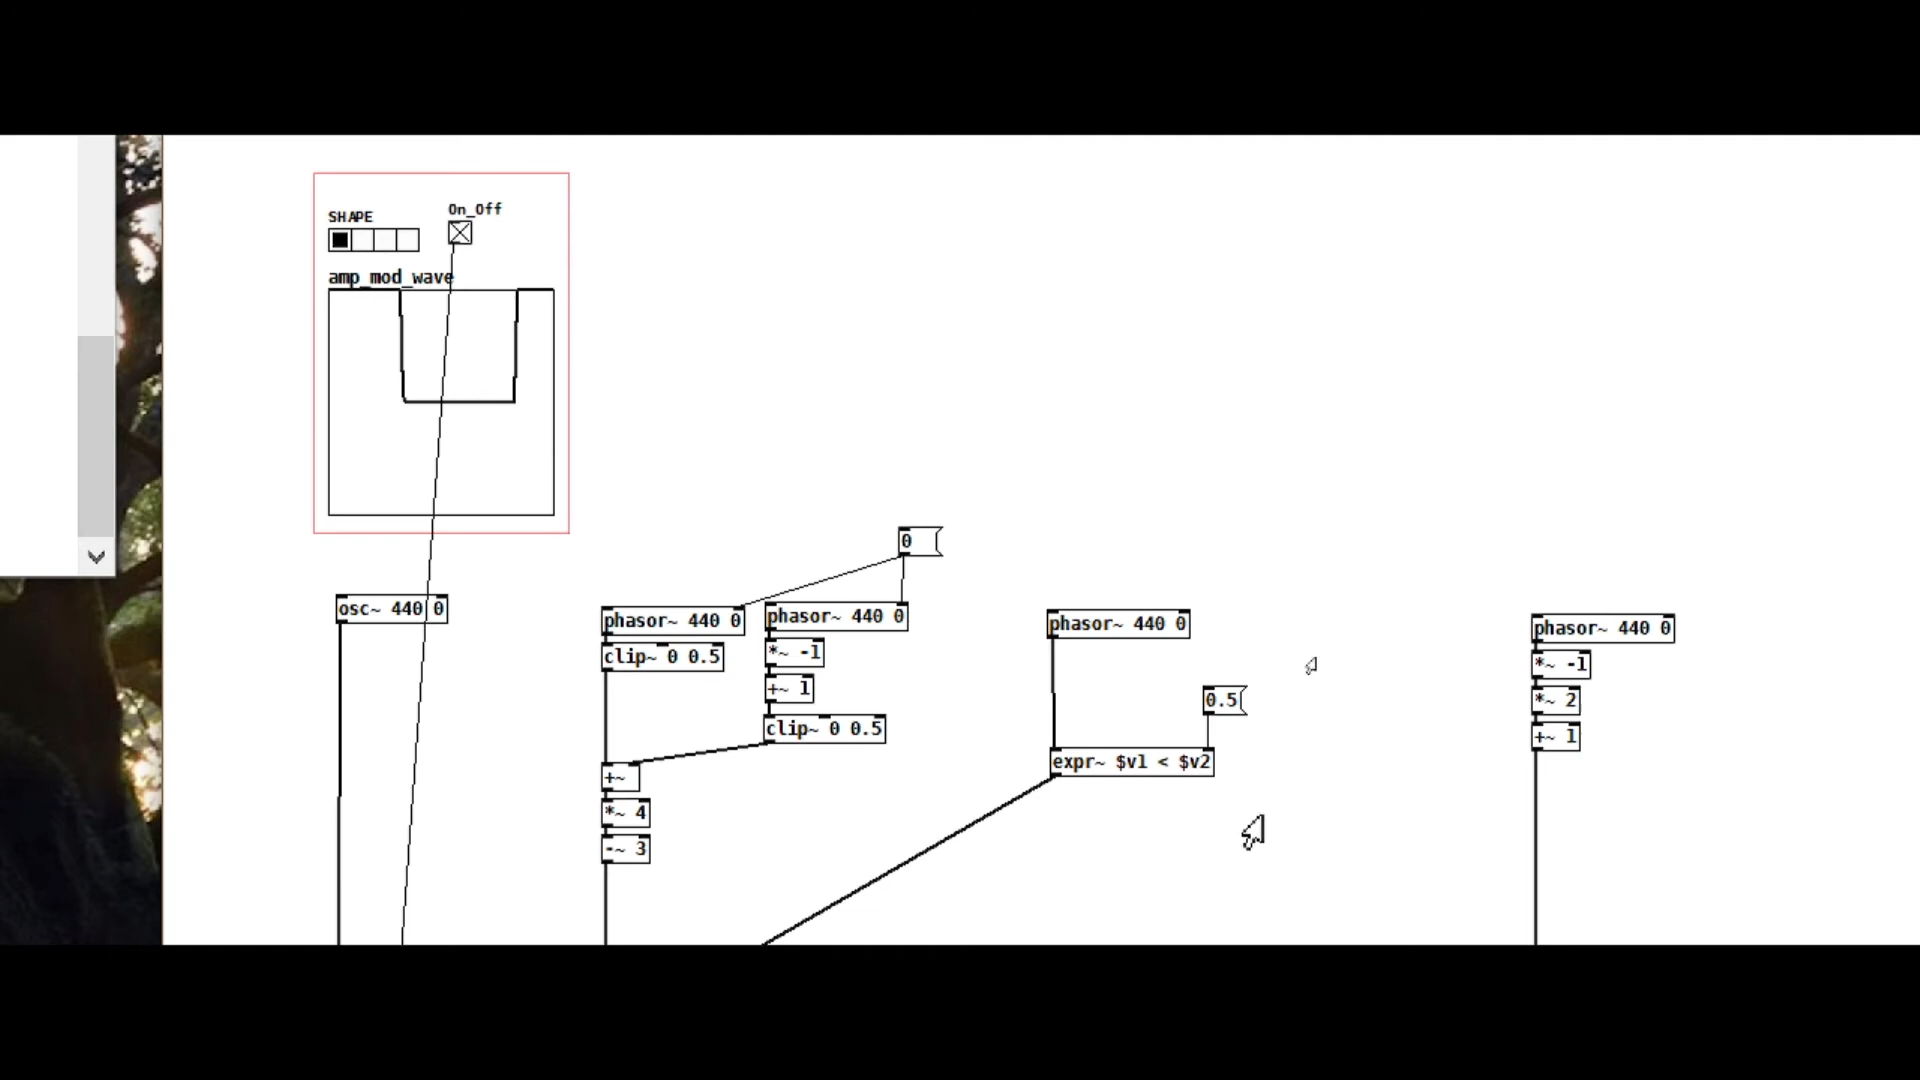 On_Off
SHAPE
amp_mod_wave
0
osc~ 440 0
phasor~ 440 0
phasor~ 440 0
phasor~ 440 0
phasor~ 440 0
clip~ 0 0.5
*~ -1
*~ -1
+~ 1
0.5
*~ 2
clip~ 0 0.5
+~ 1
expr~ $v1 < $v2
+~
*~ 4
-~ 3